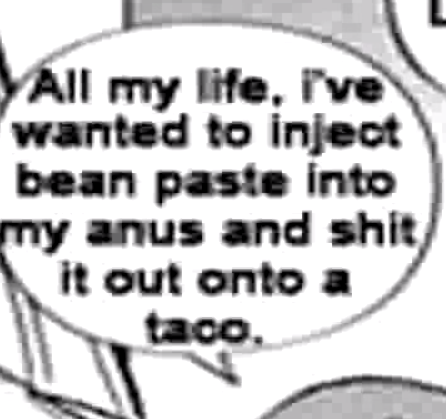 All my life, i've
wanted to inject
bean paste into
my anus and shit
it out onto a
taco.